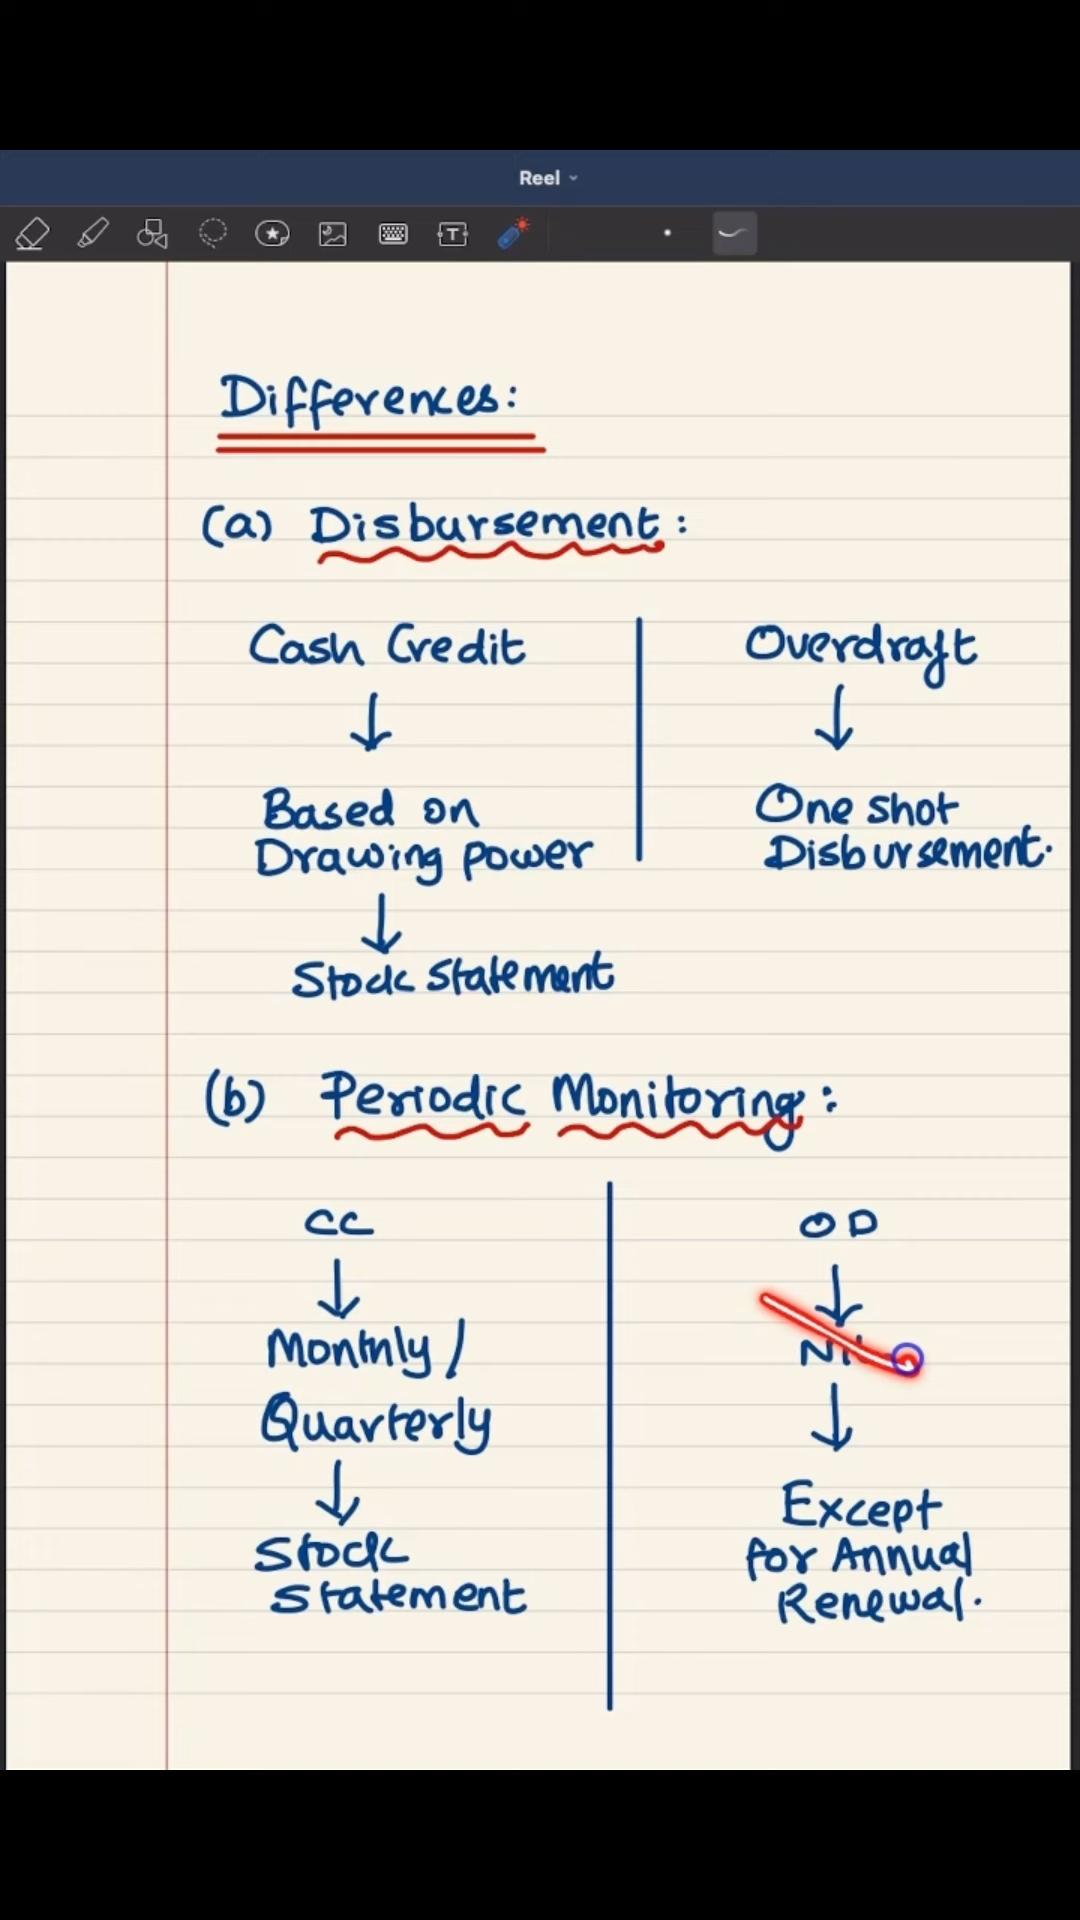 Reel
T
Differences:
(a) Disbursement:
Cash Credit
Overdraft
Based on
Drawing power
Stock Statement
One shot
Disbursement.
(b) Periodic Monitoring:
CC
Monthly/
Quarterly
Stock
Statement
OD
Except
for Annual
Renewal.